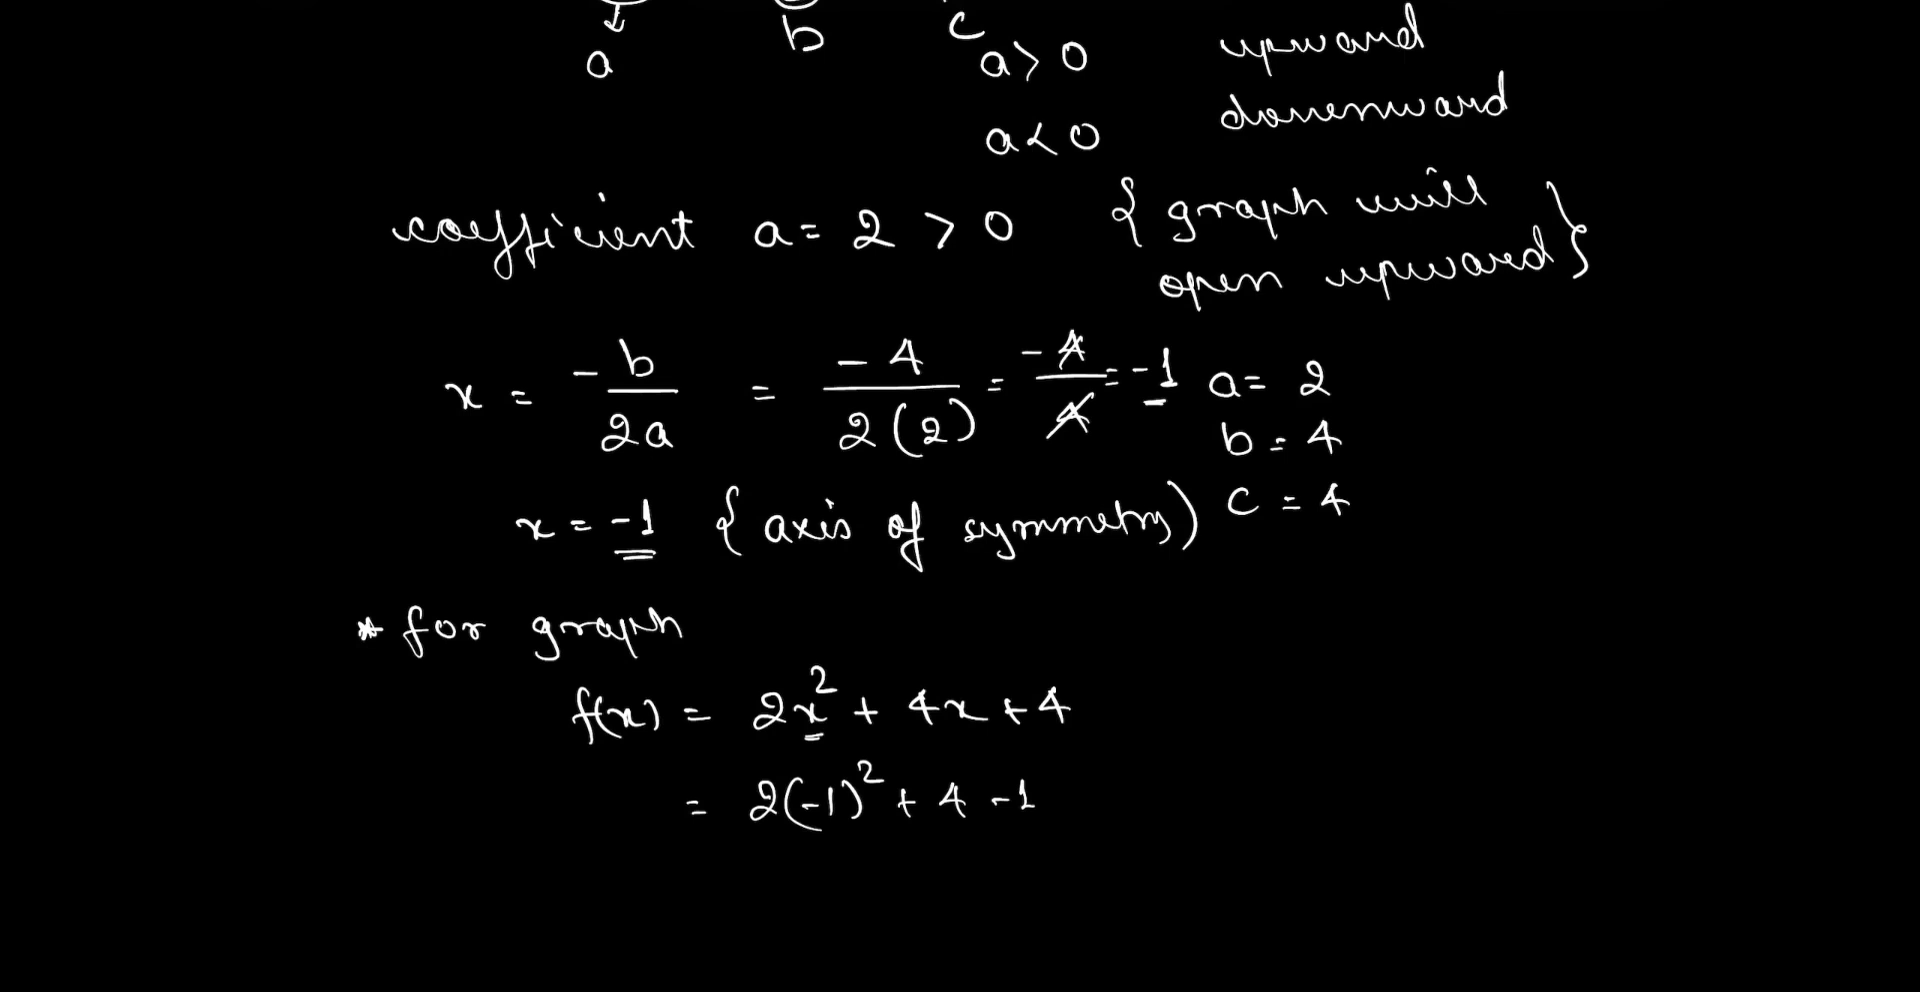 a b c
a > 0 upward
a < 0 downward
coefficient a = 2 > 0 { graph will
open upward }
x = -b/2a = -4/2(2) = -4/4 = -1 a = 2
b = 4
x = -1 { axis of symmetry ) c = 4
* for graph
f(x) = 2x² + 4x + 4
= 2(-1)² + 4 -1